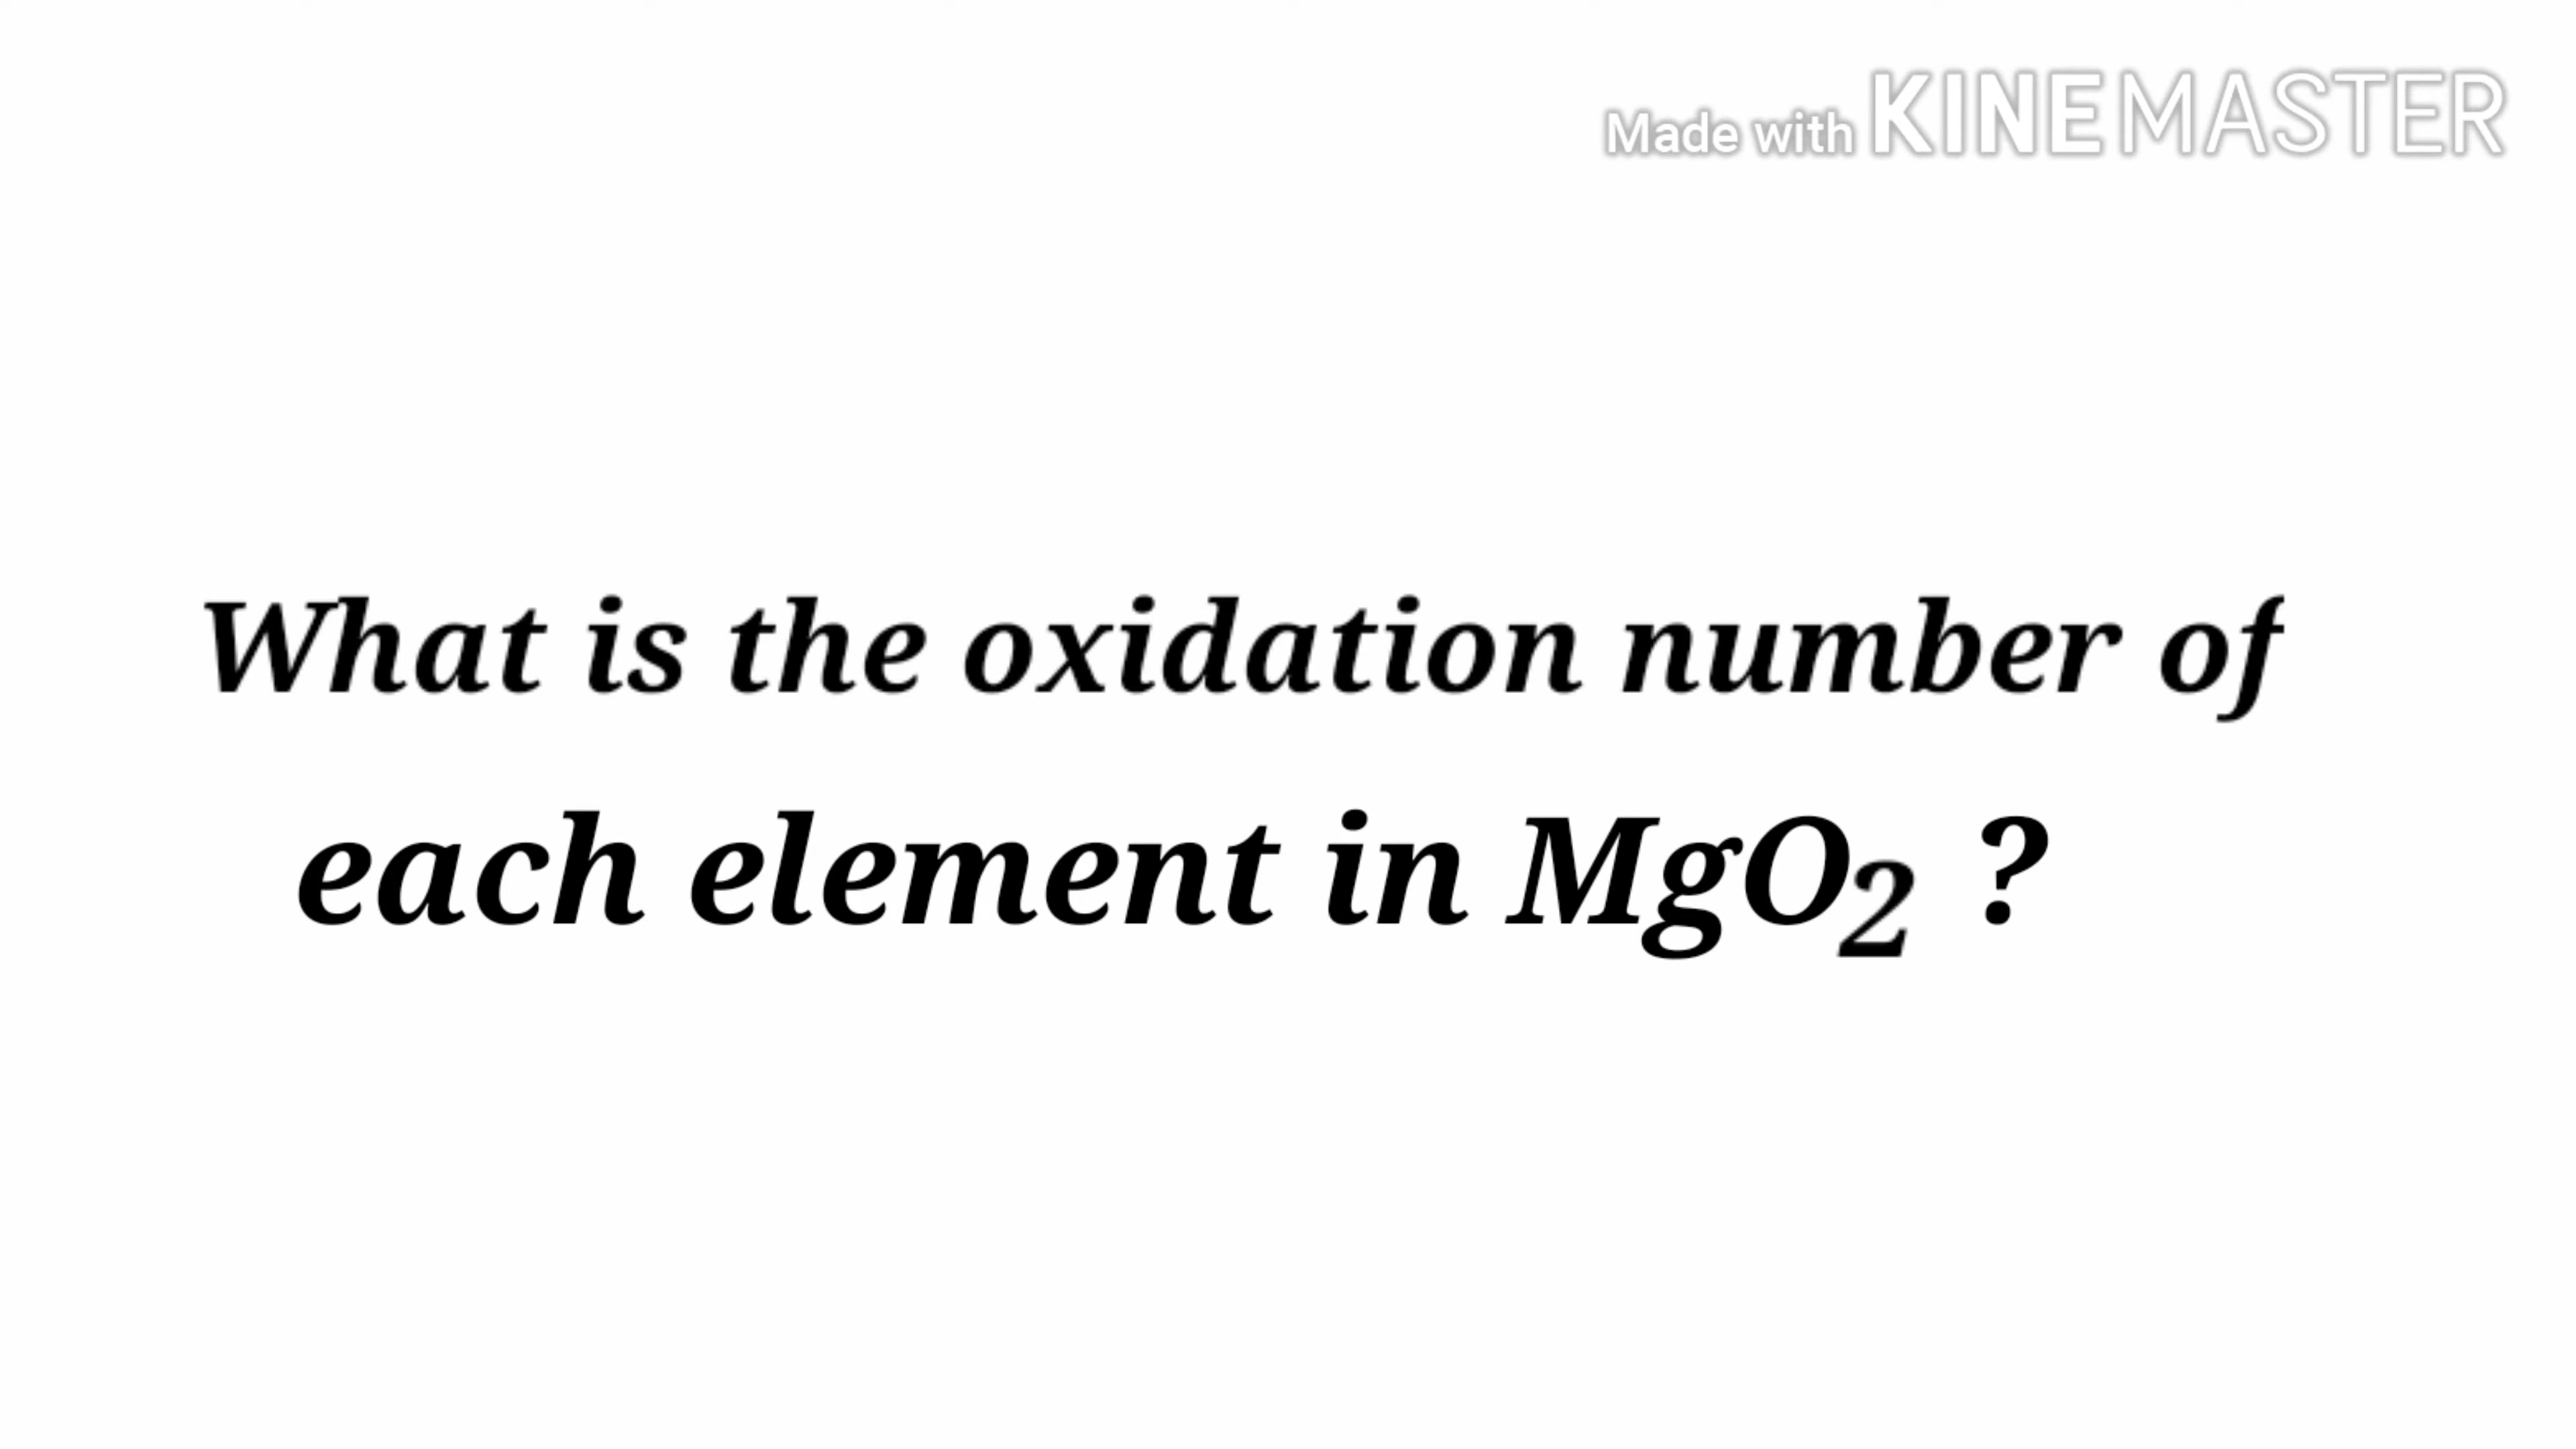 Made with KINEMASTER
What is the oxidation number of
each element in MgO₂ ?